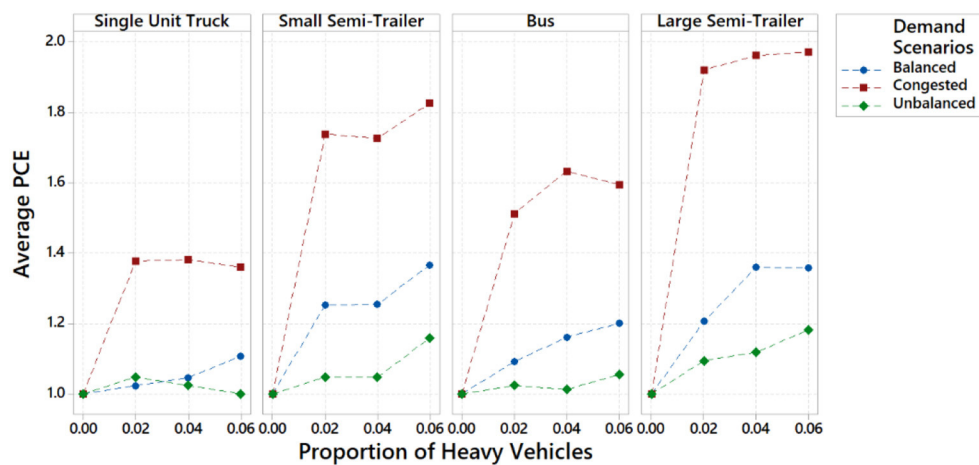 Single Unit Truck Small Semi-Trailer Bus Large Semi-Trailer
Demand
Scenarios
Balanced
Congested
Unbalanced
Average PCE
2.0
1.8
1.6
1.4
1.2
1.0
0.00 0.02 0.04 0.06 0.00 0.02 0.04 0.06 0.00 0.02 0.04 0.06 0.00 0.02 0.04 0.06
Proportion of Heavy Vehicles